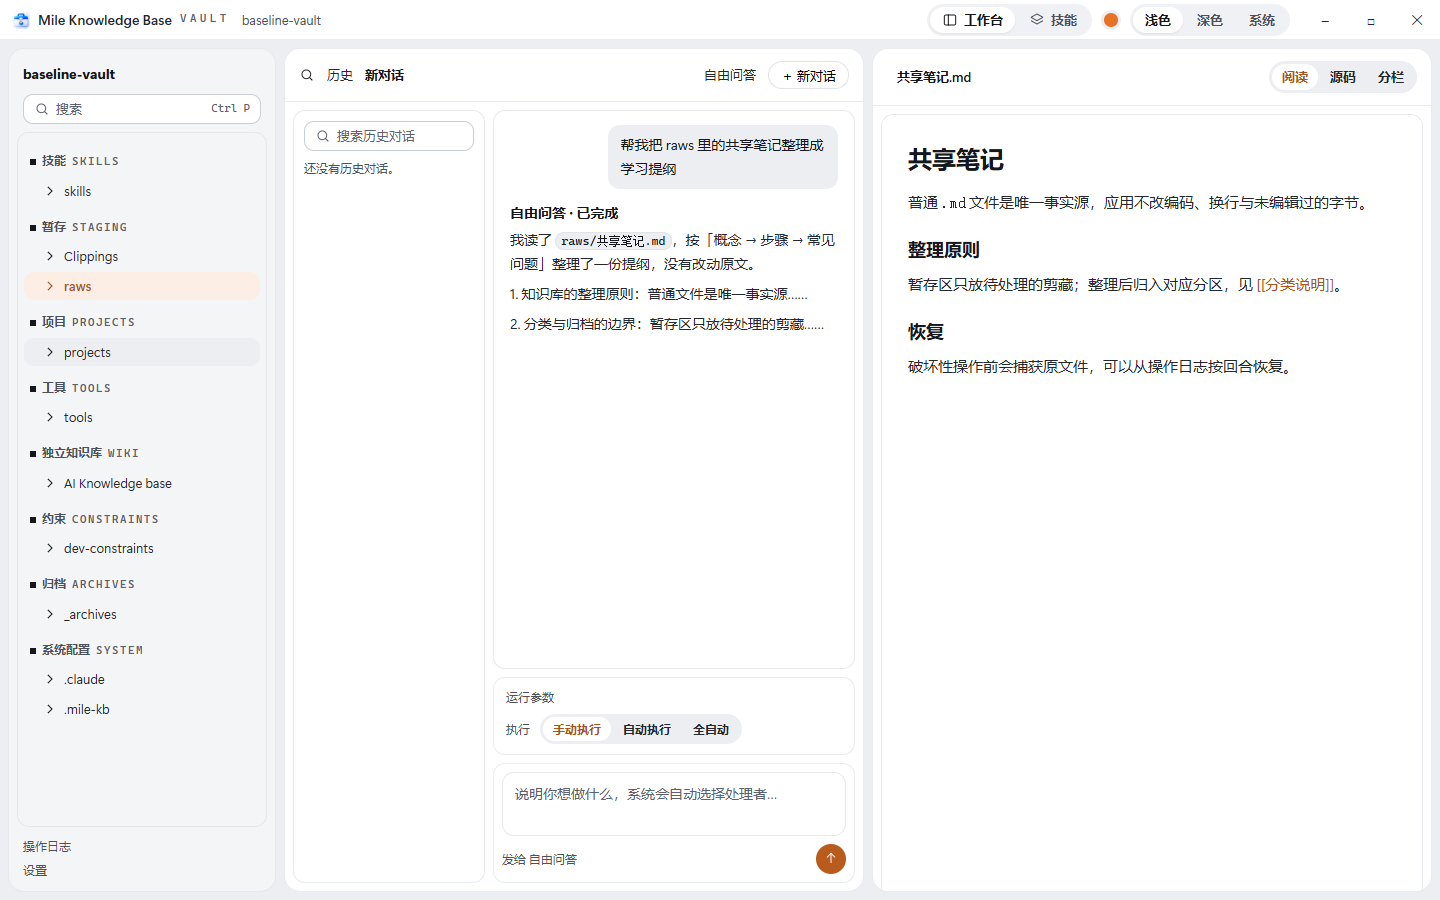 Mile Knowledge Base VAULT baseline-vault
工作台 技能 浅色 深色 系统
baseline-vault
搜索 Ctrl P
技能 SKILLS
skills
暂存 STAGING
Clippings
raws
项目 PROJECTS
projects
工具 TOOLS
tools
独立知识库 WIKI
AI Knowledge base
约束 CONSTRAINTS
dev-constraints
归档 ARCHIVES
_archives
系统配置 SYSTEM
.claude
.mile-kb
操作日志
设置
历史 新对话 自由问答 + 新对话
搜索历史对话
还没有历史对话。
帮我把 raws 里的共享笔记整理成
学习提纲
自由问答 · 已完成
我读了 raws/共享笔记.md，按「概念 → 步骤 → 常见
问题」整理了一份提纲，没有改动原文。
1. 知识库的整理原则：普通文件是唯一事实源……
2. 分类与归档的边界：暂存区只放待处理的剪藏……
运行参数
执行 手动执行 自动执行 全自动
说明你想做什么，系统会自动选择处理者...
发给 自由问答
共享笔记.md 阅读 源码 分栏
共享笔记
普通 .md 文件是唯一事实源，应用不改编码、换行与未编辑过的字节。
整理原则
暂存区只放待处理的剪藏；整理后归入对应分区，见 [[分类说明]]。
恢复
破坏性操作前会捕获原文件，可以从操作日志按回合恢复。